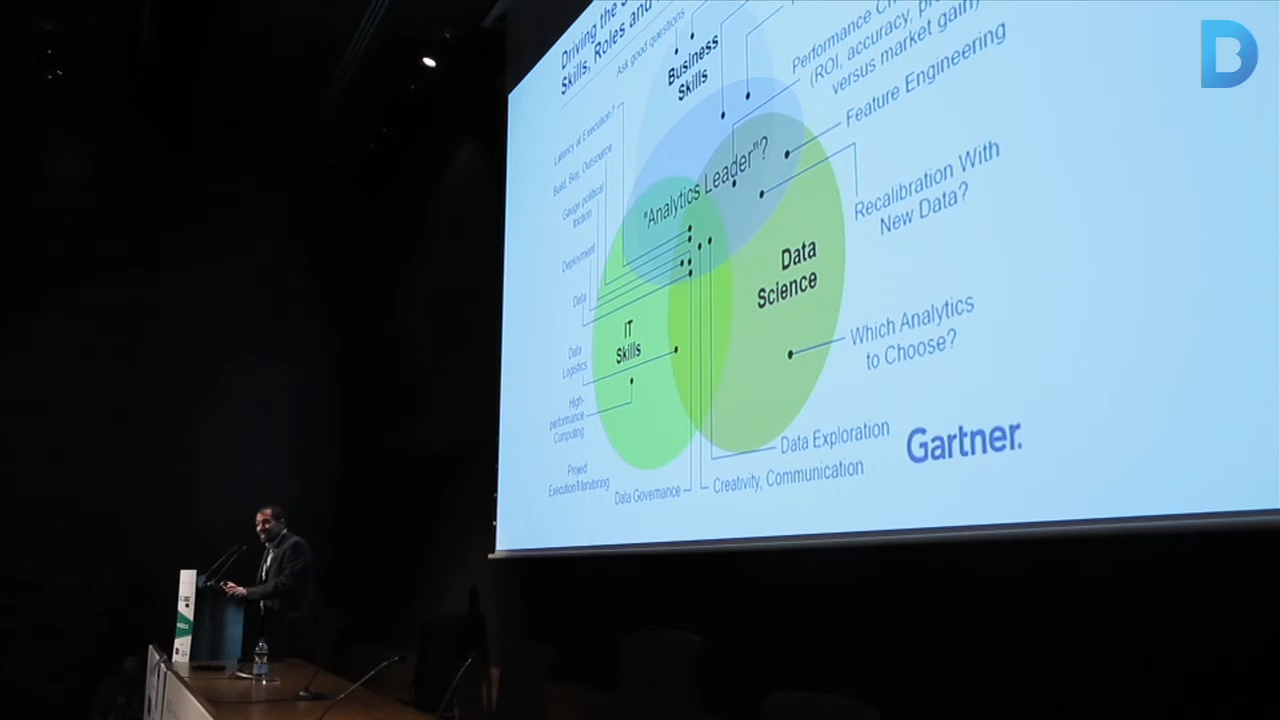 Driving the
Skills, Roles and
Ask good questions
Business
Skills
Performance
(ROI, accuracy,
versus market gain)
Feature Engineering
Latency at Execution?
Build, Buy, Outsource
Gauge political
friction
"Analytics Leader"?
Recalibration With
New Data?
Deployment
Data
Science
Data
IT
Skills
Which Analytics
to Choose?
Data
Logistics
High-
performance
Computing
Data Exploration
Gartner.
Project
Execution/Monitoring
Data Governance
Creativity, Communication